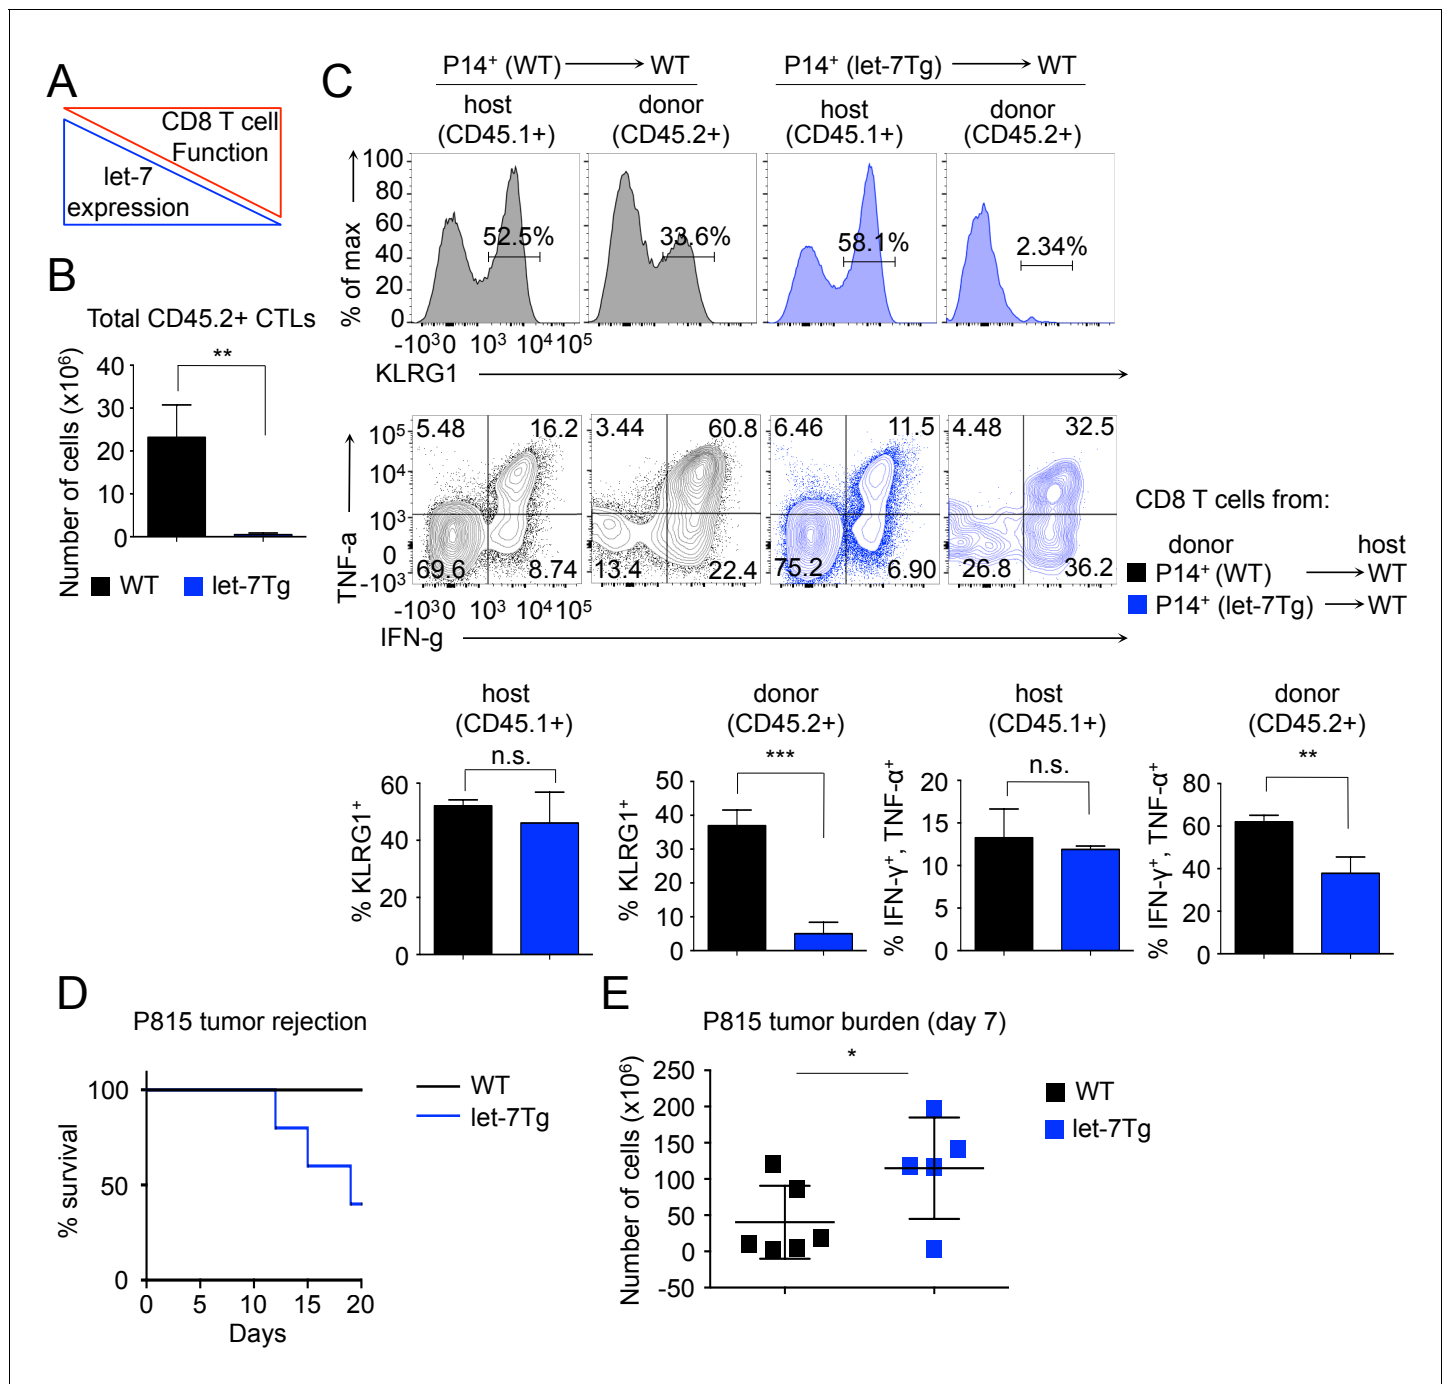 A
CD8 T cell
Function
let-7
expression
B
Total CD45.2+ CTLs
**
Number of cells (x10⁶)
40
30
20
10
0
WT
let-7Tg
C
P14⁺ (WT) → WT
P14⁺ (let-7Tg) → WT
host
(CD45.1+)
donor
(CD45.2+)
host
(CD45.1+)
donor
(CD45.2+)
% of max
100
80
60
40
20
0
52.5%
33.6%
58.1%
2.34%
-10³ 0 10³ 10⁴ 10⁵
KLRG1
TNF-a
10⁵
10⁴
10³
0
-10³
5.48 16.2
69.6 8.74
3.44 60.8
13.4 22.4
6.46 11.5
75.2 6.90
4.48 32.5
26.8 36.2
-10³ 0 10³ 10⁴ 10⁵
IFN-g
CD8 T cells from:
donor host
P14⁺ (WT) → WT
P14⁺ (let-7Tg) → WT
host
(CD45.1+)
n.s.
% KLRG1⁺
60
40
20
0
donor
(CD45.2+)
***
% KLRG1⁺
50
40
30
20
10
0
host
(CD45.1+)
n.s.
% IFN-γ⁺, TNF-α⁺
20
15
10
5
0
donor
(CD45.2+)
**
% IFN-γ⁺, TNF-α⁺
80
60
40
20
0
D
P815 tumor rejection
% survival
100
50
0
0 5 10 15 20
Days
WT
let-7Tg
E
P815 tumor burden (day 7)
*
Number of cells (x10⁶)
250
200
150
100
50
0
-50
WT
let-7Tg